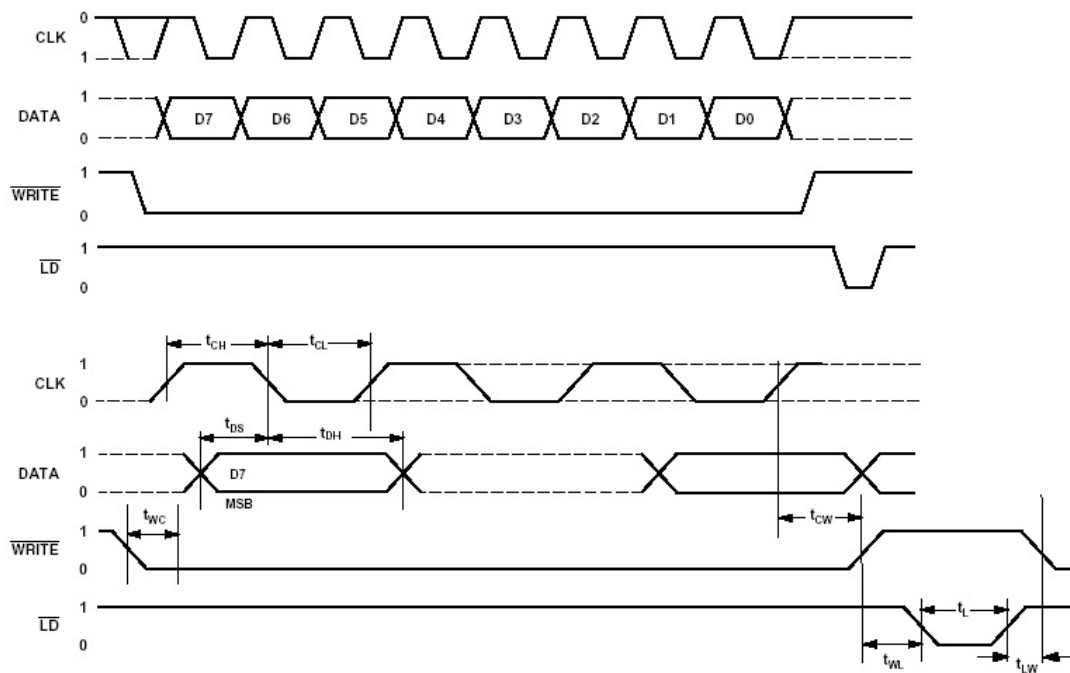 0
CLK
1
1
DATA D7 D6 D5 D4 D3 D2 D1 D0
0
1
WRITE
0
1
LD
0
tCH tCL
1
CLK
0
tDS tDH
1
DATA D7
0
MSB
tWC tCW
1
WRITE
0
1 tL
LD
0
tWL tLW